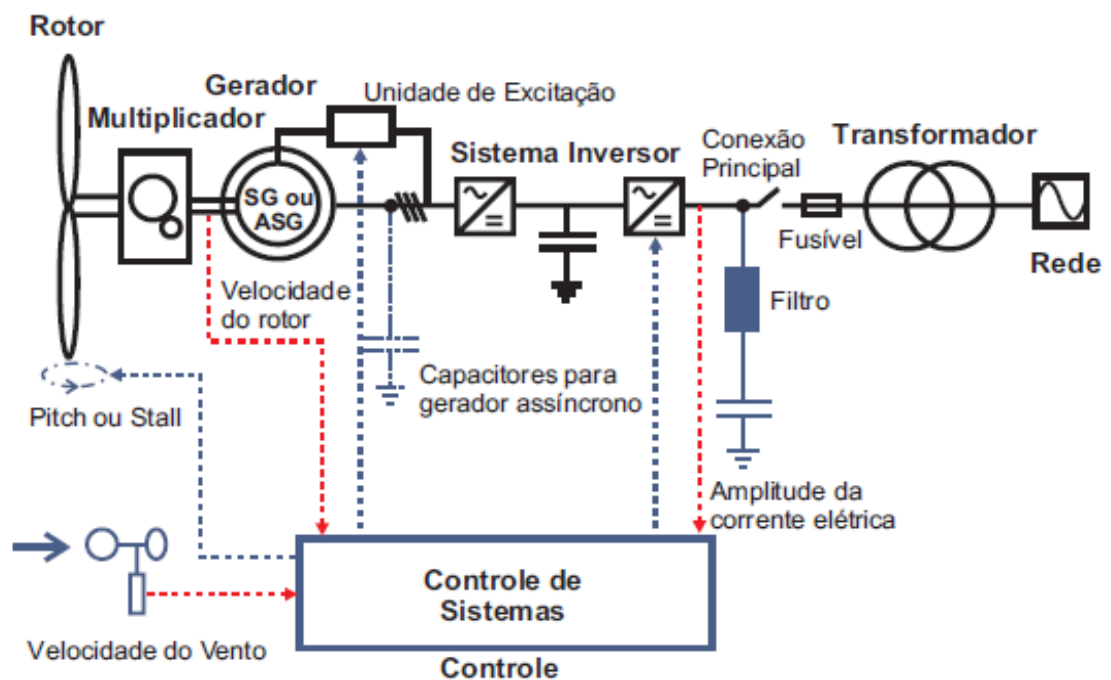 Rotor
Gerador
Unidade de Excitação
Multiplicador
Sistema Inversor
Conexão
Principal
Transformador
SG ou
ASG
Fusível
Rede
Velocidade
do rotor
Filtro
Capacitores para
gerador assíncrono
Pitch ou Stall
Amplitude da
corrente elétrica
Controle de
Sistemas
Velocidade do Vento
Controle